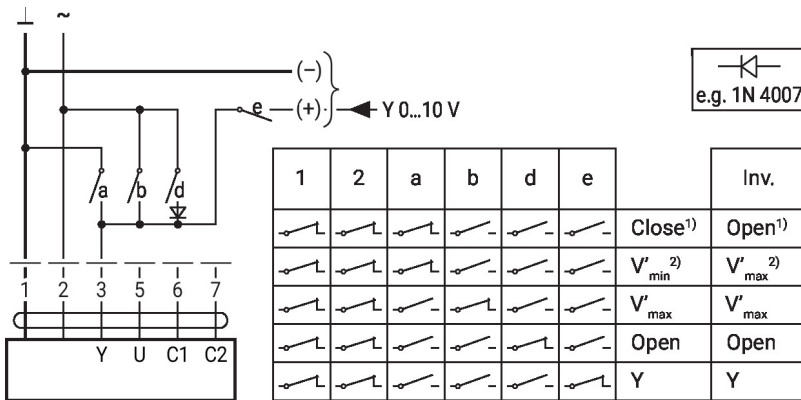 ⊥ ~
(−)
e (+) Y 0...10 V
e.g. 1N 4007
a b d
1 2 3 5 6 7
Y U C1 C2
1 2 a b d e Inv.
Close¹⁾ Open¹⁾
V'min²⁾ V'max²⁾
V'max V'max
Open Open
Y Y